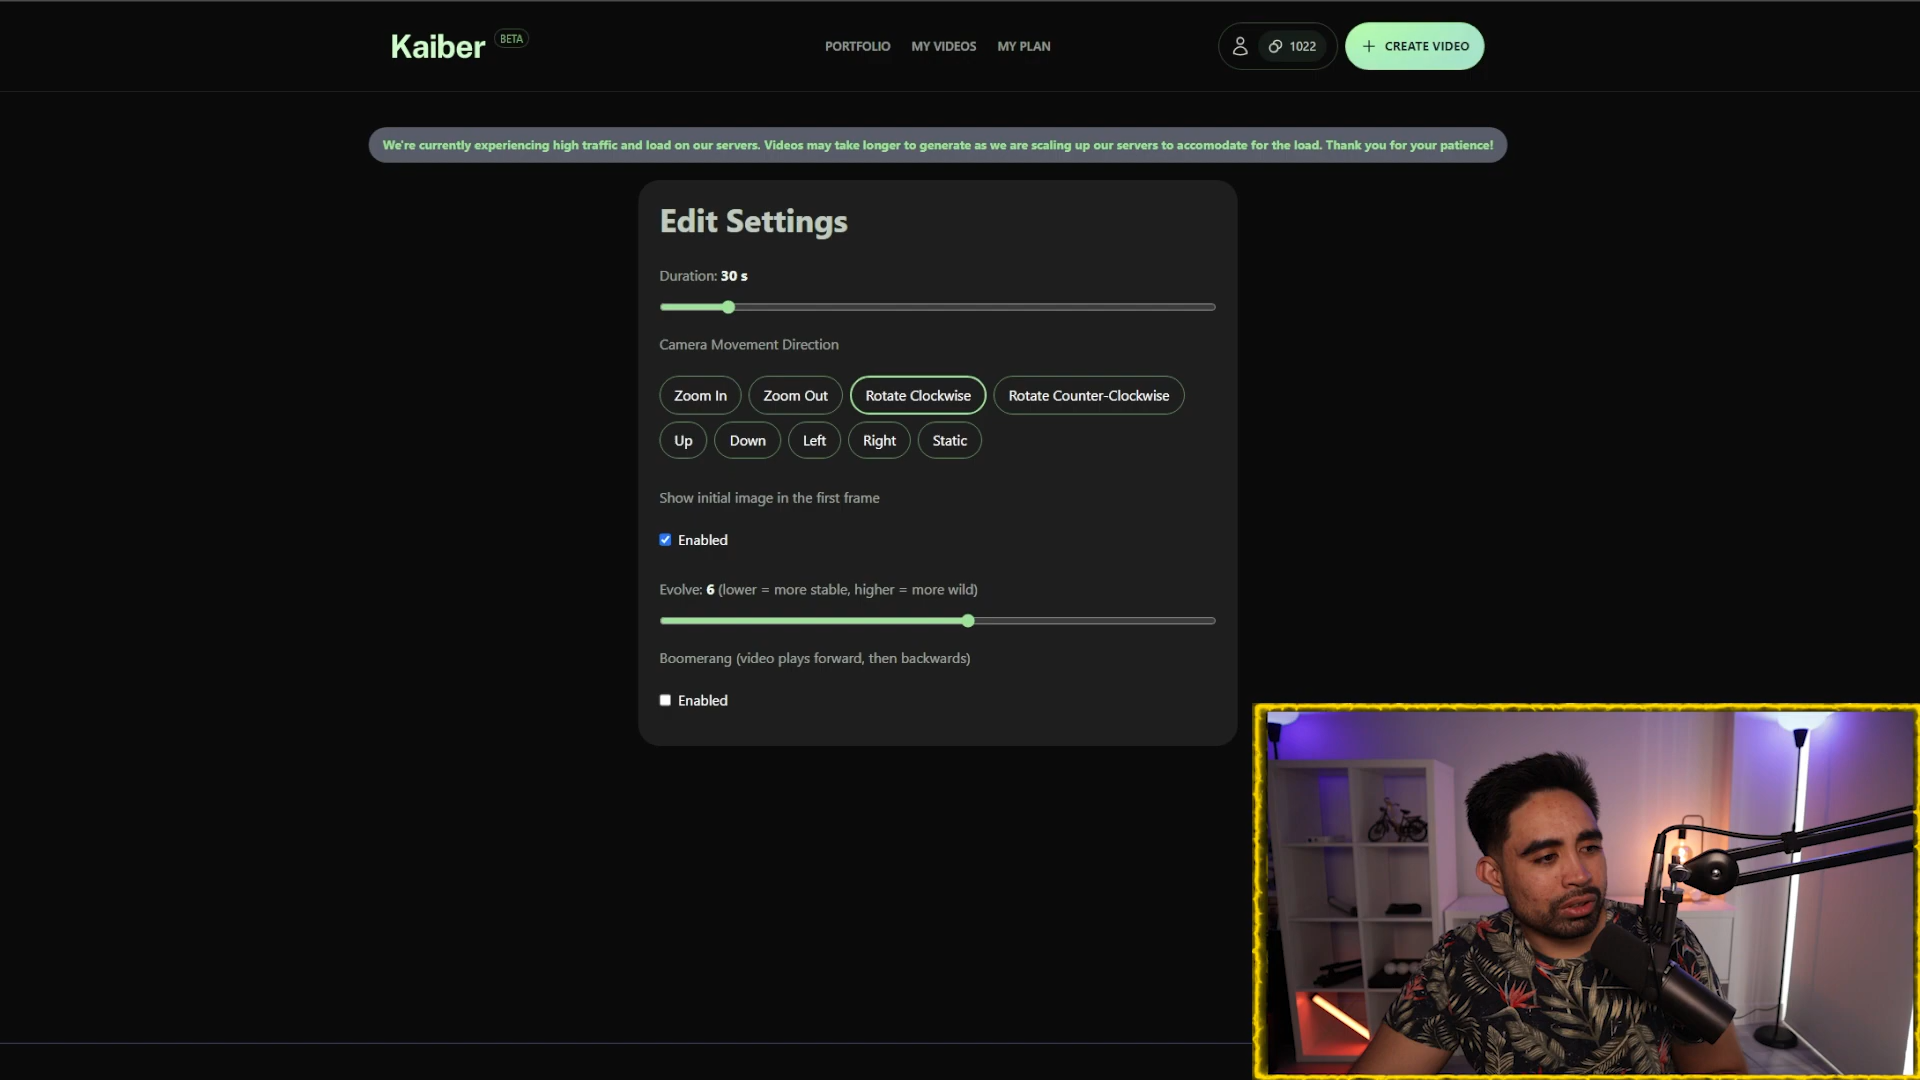 Kaiber BETA
PORTFOLIO MY VIDEOS MY PLAN
1022
CREATE VIDEO
We're currently experiencing high traffic and load on our servers. Videos may take longer to generate as we are scaling up our servers to accomodate for the load. Thank you for your patience!
Edit Settings
Duration: 30 s
Camera Movement Direction
Zoom In Zoom Out Rotate Clockwise Rotate Counter-Clockwise
Up Down Left Right Static
Show initial image in the first frame
Enabled
Evolve: 6 (lower = more stable, higher = more wild)
Boomerang (video plays forward, then backwards)
Enabled